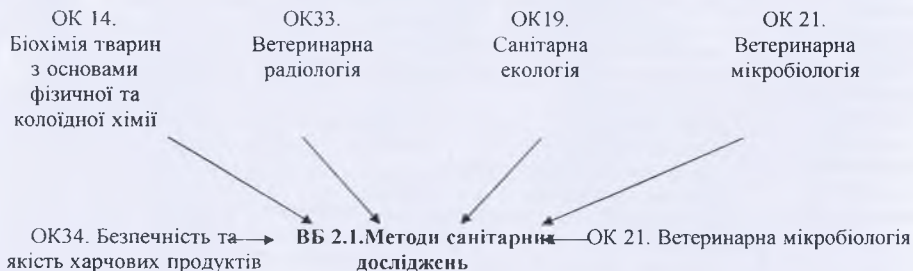 ОК 14.
Біохімія тварин
з основами
фізичної та
колоїдної хімії
ОК33.
Ветеринарна
радіологія
ОК19.
Санітарна
екологія
ОК 21.
Ветеринарна
мікробіологія
ОК34. Безпечність та
якість харчових продуктів
ВБ 2.1.Методи санітарних
досліджень
ОК 21. Ветеринарна мікробіологія